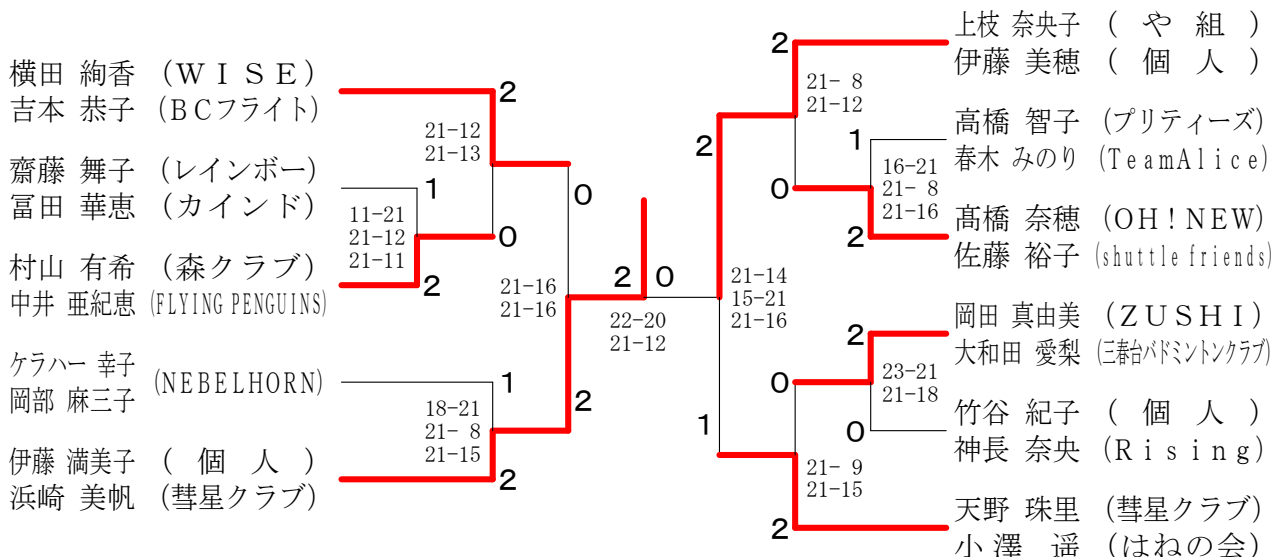 横田 絢香 (ＷＩＳＥ)
吉本 恭子 (ＢＣフライト)
2
21-12
21-13
齋藤 舞子 (レインボー)
冨田 華恵 (カインド)
1
11-21
21-12
21-11
0
村山 有希 (森クラブ)
中井 亜紀恵 (FLYING PENGUINS)
2
0
21-16
21-16
ケラハー 幸子
岡部 麻三子
(NEBELHORN)
1
18-21
21- 8
21-15
2
伊藤 満美子 (個人)
浜崎 美帆 (彗星クラブ)
2
2 0
22-20
21-12
上枝 奈央子 (や組)
伊藤 美穂 (個人)
2
21- 8
21-12
2
高橋 智子 (プリティーズ)
春木 みのり (TeamAlice)
1
16-21
21- 8
21-16
0
髙橋 奈穂 (OH!NEW)
佐藤 裕子 (shuttle friends)
2
21-14
15-21
21-16
岡田 真由美 (ZUSHI)
大和田 愛梨 (三春台バドミントンクラブ)
2
23-21
21-18
0
竹谷 紀子 (個人)
神長 奈央 (Rising)
0
1
21- 9
21-15
天野 珠里 (彗星クラブ)
小澤 遥 (はねの会)
2